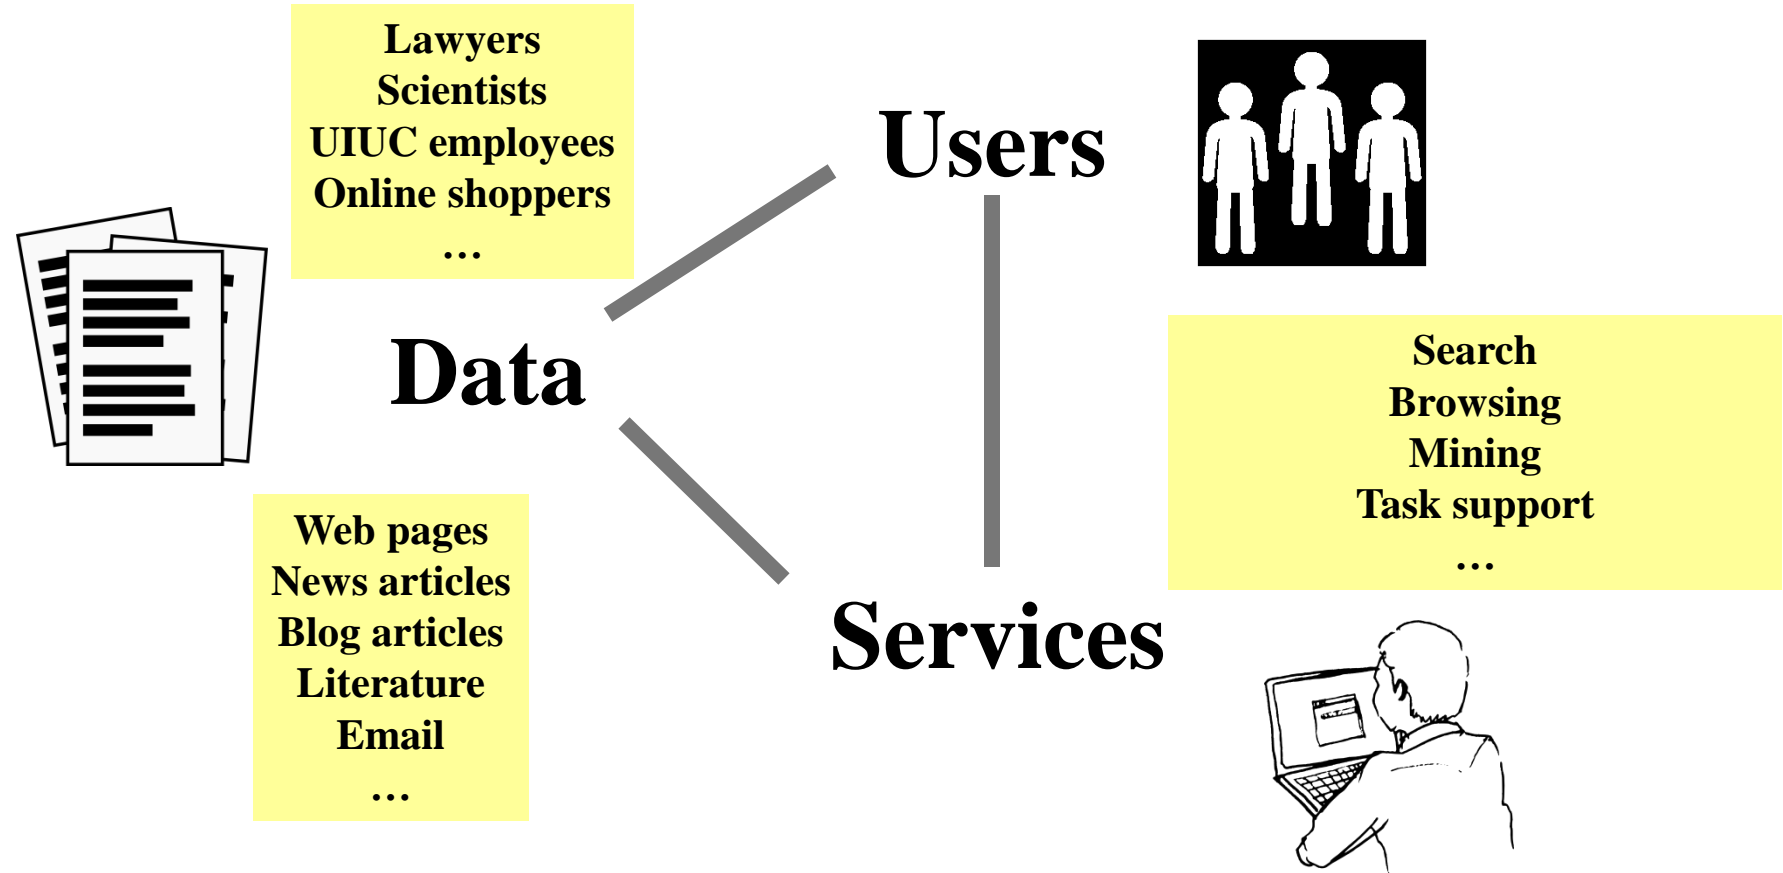 Lawyers
Scientists
UIUC employees
Online shoppers
…
Users
Data
Search
Browsing
Mining
Task support
…
Web pages
News articles
Blog articles
Literature
Email
…
Services